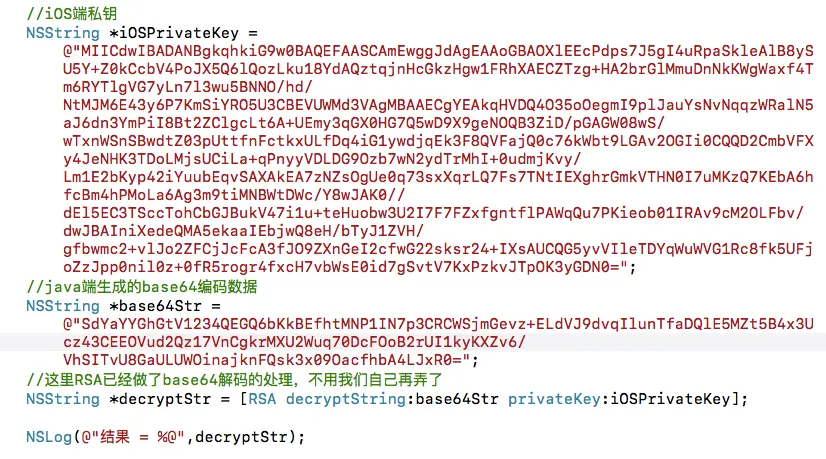 //iOS端私钥
NSString *iOSPrivateKey =
@"MIICdwIBADANBgkqhkiG9w0BAQEFAASCAmEwggJdAgEAAoGBAOXlEEcPdps7J5gI4uRpaSkleAlB8yS
U5Y+Z0kCcbV4PoJX5Q6lQozLku18YdAQztqjnHcGkzHgw1FRhXAECZTzg+HA2brGlMmuDnNkKWgWaxf4T
m6RYTlgVG7yLn7l3wu5BNNO/hd/
NtMJM6E43y6P7KmSiYRO5U3CBEVUWMd3VAgMBAAECgYEAkqHVDQ4O35oOegmI9plJauYsNvNqqzWRalN5
aJ6dn3YmPiI8Bt2ZClgcLt6A+UEmy3qGX0HG7Q5wD9X9geNOQB3ZiD/pGAGW08wS/
wTxnWSnSBwdtZ03pUttfnFctkxULfDq4iG1ywdjqEk3F8QVFajQ0c76kWbt9LGAv2OGIi0CQQD2CmbVFX
y4JeNHK3TDoLMjsUCiLa+qPnyyVDLDG9Ozb7wN2ydTrMhI+0udmjKvy/
Lm1E2bKyp42iYuubEqvSAXAkEA7zNZsOgUe0q73sxXqrLQ7Fs7TNtIEXghrGmkVTHN0I7uMKzQ7KEbA6h
fcBm4hPMoLa6Ag3m9tiMNBWtDWc/Y8wJAK0//
dEl5EC3TSccTohCbGJBukV47i1u+teHuobw3U2I7F7FZxfgntflPAWqQu7PKieob01IRAv9cM2OLFbv/
dwJBAIniXedeQMA5ekaaIEbjwQ8eH/bTyJ1ZVH/
gfbwmc2+vlJo2ZFCjJcFcA3fJO9ZXnGeI2cfwG22sksr24+IXsAUCQG5yvVIleTDYqWuWVG1Rc8fk5UFj
oZzJpp0nil0z+0fR5rogr4fxcH7vbWsE0id7gSvtV7KxPzkvJTpOK3yGDN0=";
//java端生成的base64编码数据
NSString *base64Str =
@"SdYaYYGhGtV1234QEGQ6bKkBEfhtMNP1IN7p3CRCWSjmGevz+ELdVJ9dvqIlunTfaDQlE5MZt5B4x3U
cz43CEEOVud2Qz17VnCgkrMXU2Wuq70DcFOoB2rUI1kyKXZv6/
VhSITvU8GaULUWOinajknFQsk3x09OacfhbA4LJxR0=";
//这里RSA已经做了base64解码的处理，不用我们自己再弄了
NSString *decryptStr = [RSA decryptString:base64Str privateKey:iOSPrivateKey];
NSLog(@"结果 = %@",decryptStr);